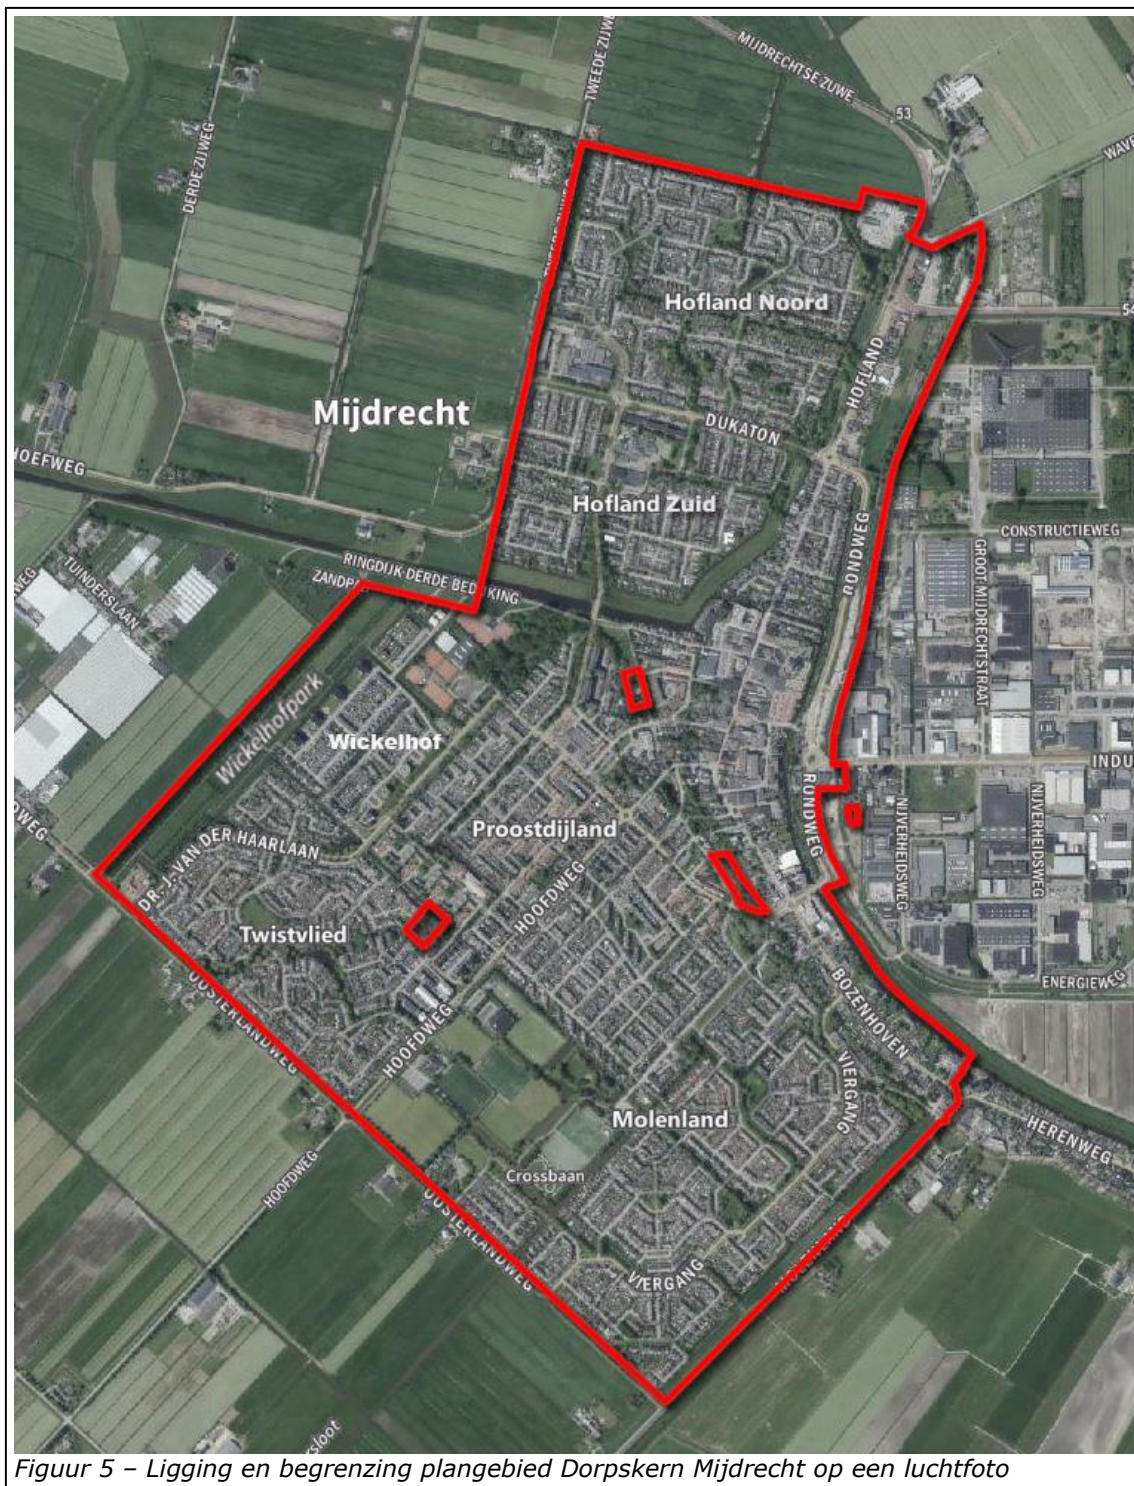 TWEEDE ZUWE
MIJDRECHTSE ZUWE
53
WAVE
DERDE ZIJWEG
Hofland Noord
54
HOFLAND
Mijdrecht
DUKATON
HOEFWEG
Hofland Zuid
CONSTRUCTIEWEG
RONDWEG
GROOT MIJDRECHTSTRAAT
RINGDIJK DERDE BEDIJKING
ZANDPA
WEG
TUINDERSLAAN
Wickelhofpark
Wickelhof
INDU
RONDWEG
NIJVERHEIDSWEG
NIJVERHEIDSWEG
Proostdijland
DR. J. VAN DER HAARLAAN
HOOFDWEG
Twistvlied
OOSTERLANDWEG
ENERGIEWEG
BOZENHOVEN
HOOFDWEG
VIERGANG
Molenland
HERENWEG
Crossbaan
HOOFDWEG
OOSTERLANDWEG
VIERGANG
rsloot
Figuur 5 – Ligging en begrenzing plangebied Dorpskern Mijdrecht op een luchtfoto